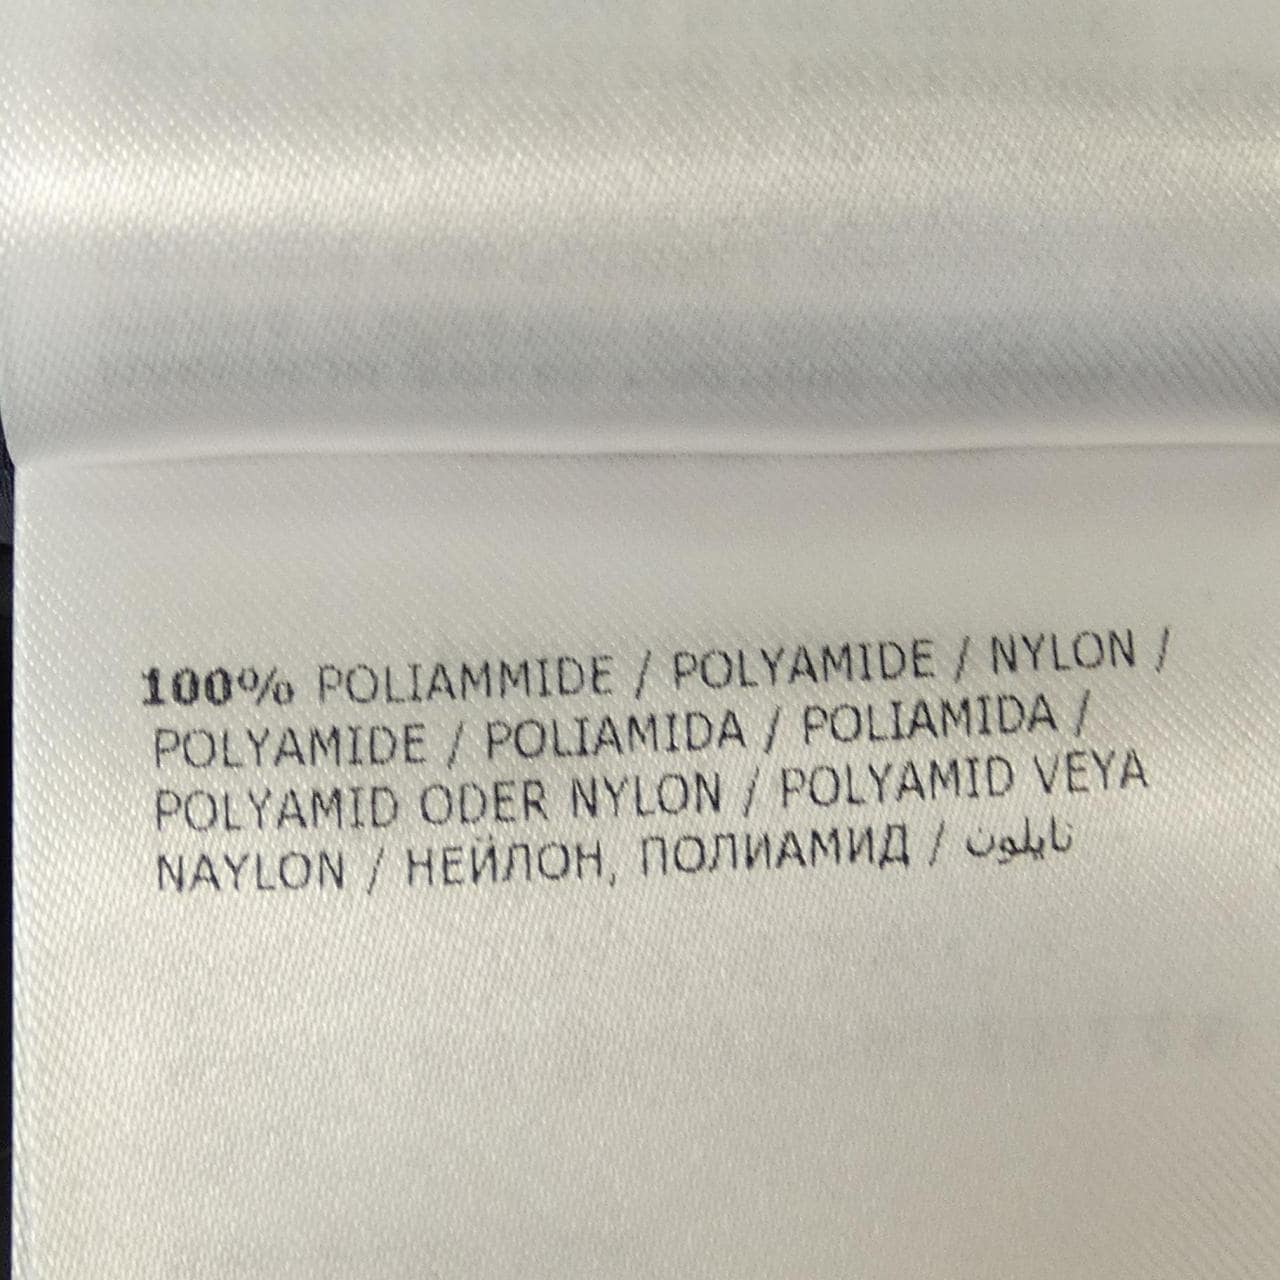 100% POLIAMMIDE / POLYAMIDE / NYLON /
POLYAMIDE / POLIAMIDA / POLIAMIDA /
POLYAMID ODER NYLON / POLYAMID VEYA
NAYLON / НЕЙЛОН, ПОЛИАМИД / نايلون